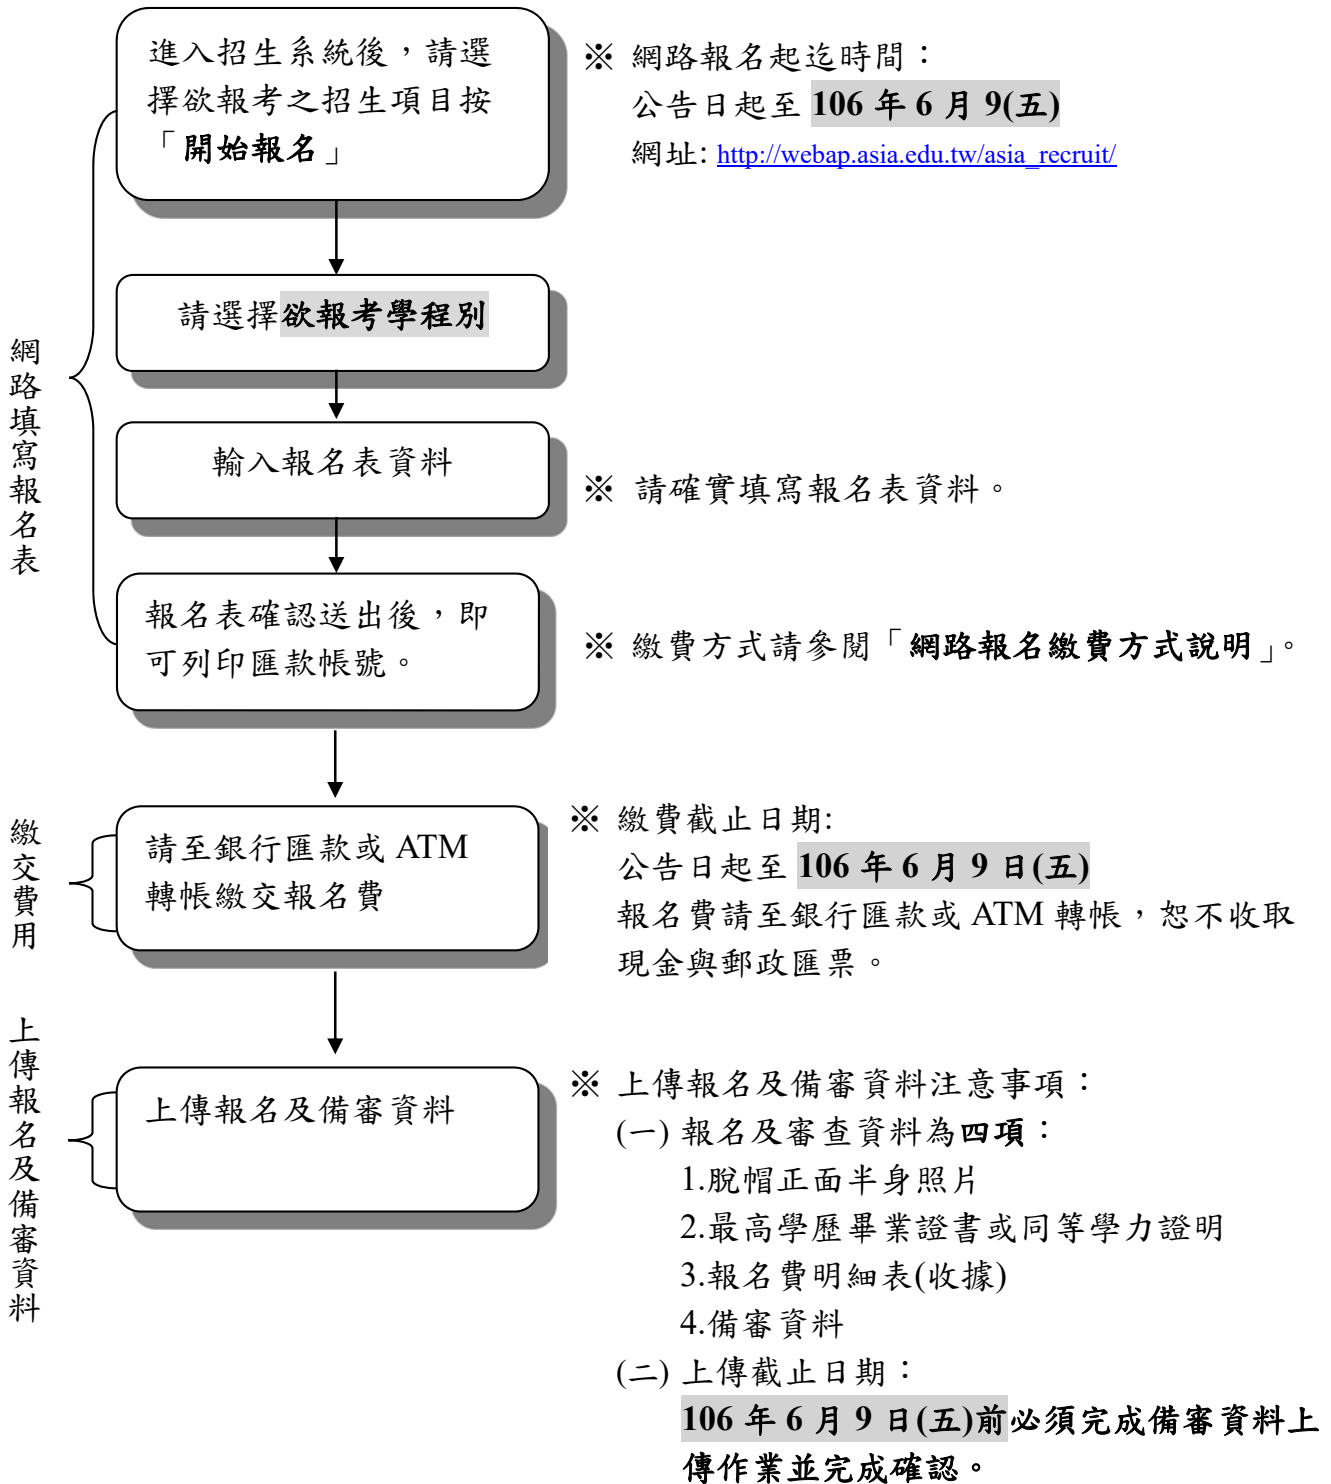 進入招生系統後，請選
擇欲報考之招生項目按
「開始報名」
※ 網路報名起迄時間：
公告日起至 106 年 6 月 9(五)
網址: http://webap.asia.edu.tw/asia_recruit/
請選擇欲報考學程別
網路填寫報名表
輸入報名表資料
※ 請確實填寫報名表資料。
報名表確認送出後，即
可列印匯款帳號。
※ 繳費方式請參閱「網路報名繳費方式說明」。
繳交費用
請至銀行匯款或 ATM
轉帳繳交報名費
※ 繳費截止日期:
公告日起至 106 年 6 月 9 日(五)
報名費請至銀行匯款或 ATM 轉帳，恕不收取
現金與郵政匯票。
上傳報名及備審資料
上傳報名及備審資料
※ 上傳報名及備審資料注意事項：
(一) 報名及審查資料為四項：
1.脫帽正面半身照片
2.最高學歷畢業證書或同等學力證明
3.報名費明細表(收據)
4.備審資料
(二) 上傳截止日期：
106 年 6 月 9 日(五)前必須完成備審資料上
傳作業並完成確認。